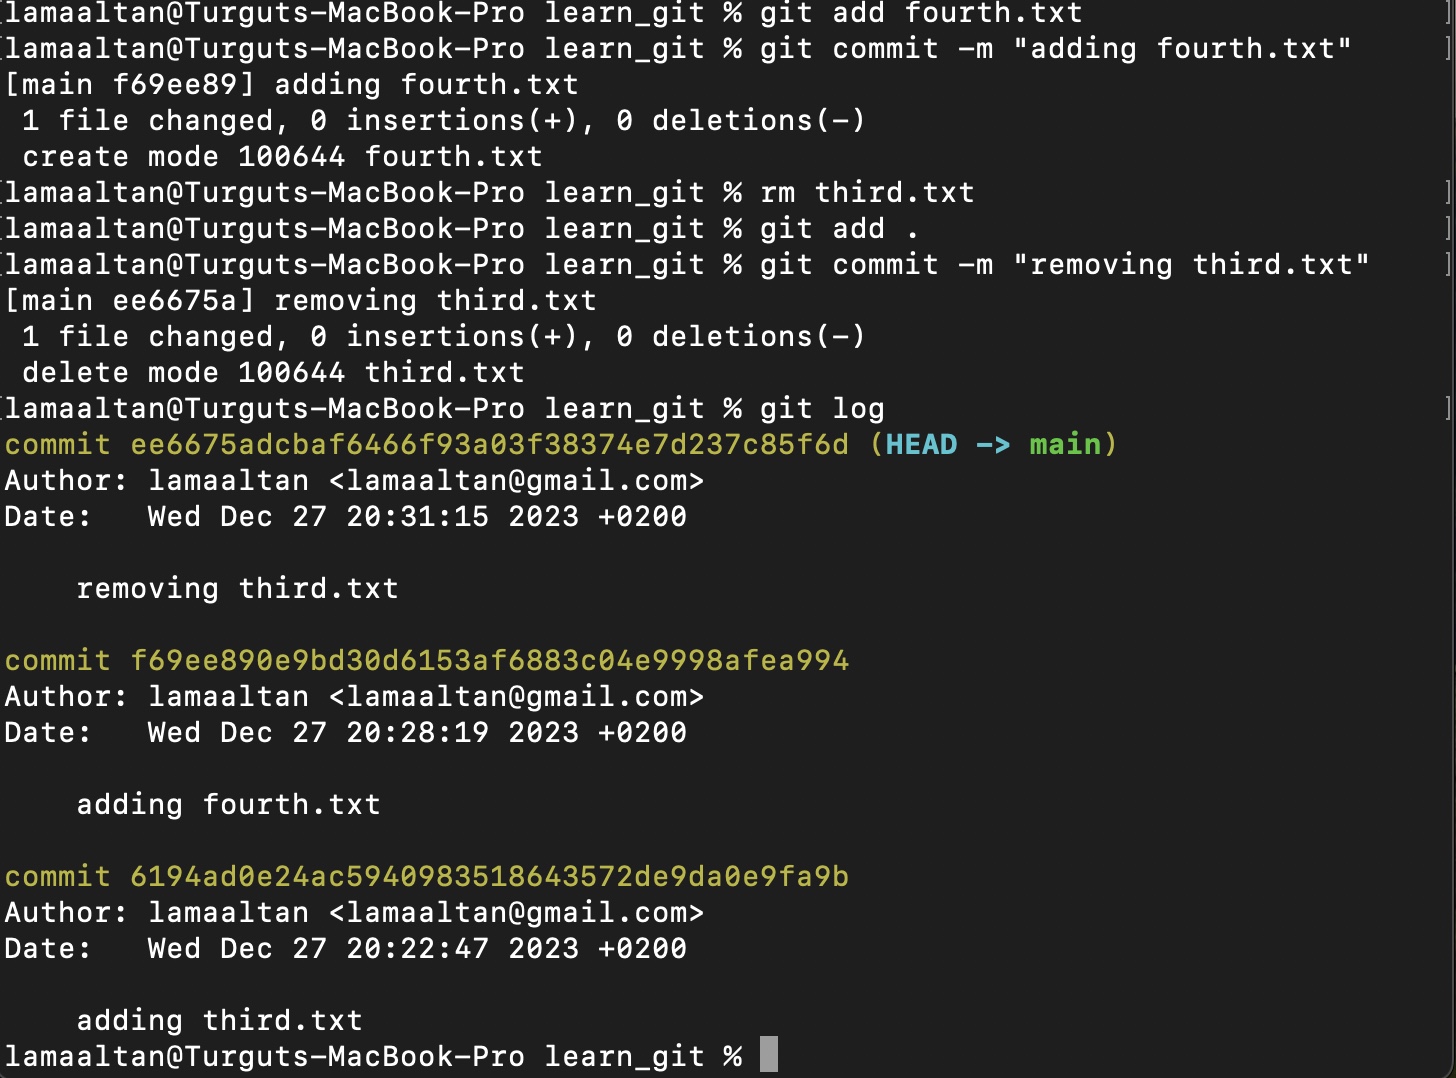 [lamaaltan@Turguts-MacBook-Pro learn_git % git add fourth.txt ]
[lamaaltan@Turguts-MacBook-Pro learn_git % git commit -m "adding fourth.txt" ]
[main f69ee89] adding fourth.txt
 1 file changed, 0 insertions(+), 0 deletions(-)
 create mode 100644 fourth.txt
[lamaaltan@Turguts-MacBook-Pro learn_git % rm third.txt ]
[lamaaltan@Turguts-MacBook-Pro learn_git % git add . ]
[lamaaltan@Turguts-MacBook-Pro learn_git % git commit -m "removing third.txt" ]
[main ee6675a] removing third.txt
 1 file changed, 0 insertions(+), 0 deletions(-)
 delete mode 100644 third.txt
[lamaaltan@Turguts-MacBook-Pro learn_git % git log ]
commit ee6675adcbaf6466f93a03f38374e7d237c85f6d (HEAD -> main)
Author: lamaaltan <lamaaltan@gmail.com>
Date:   Wed Dec 27 20:31:15 2023 +0200

    removing third.txt

commit f69ee890e9bd30d6153af6883c04e9998afea994
Author: lamaaltan <lamaaltan@gmail.com>
Date:   Wed Dec 27 20:28:19 2023 +0200

    adding fourth.txt

commit 6194ad0e24ac5940983518643572de9da0e9fa9b
Author: lamaaltan <lamaaltan@gmail.com>
Date:   Wed Dec 27 20:22:47 2023 +0200

    adding third.txt
lamaaltan@Turguts-MacBook-Pro learn_git %